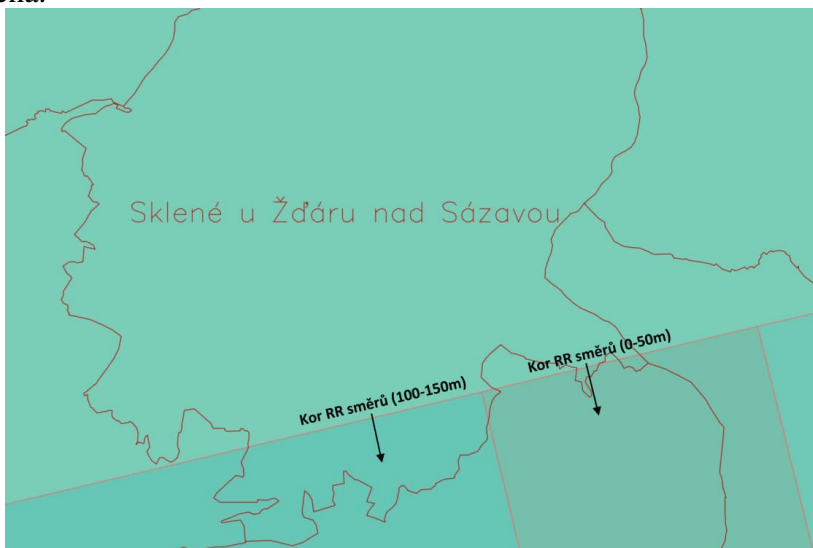 Sklené u Žďáru nad Sázavou
Kor RR směrů (0-50m)
Kor RR směrů (100-150m)